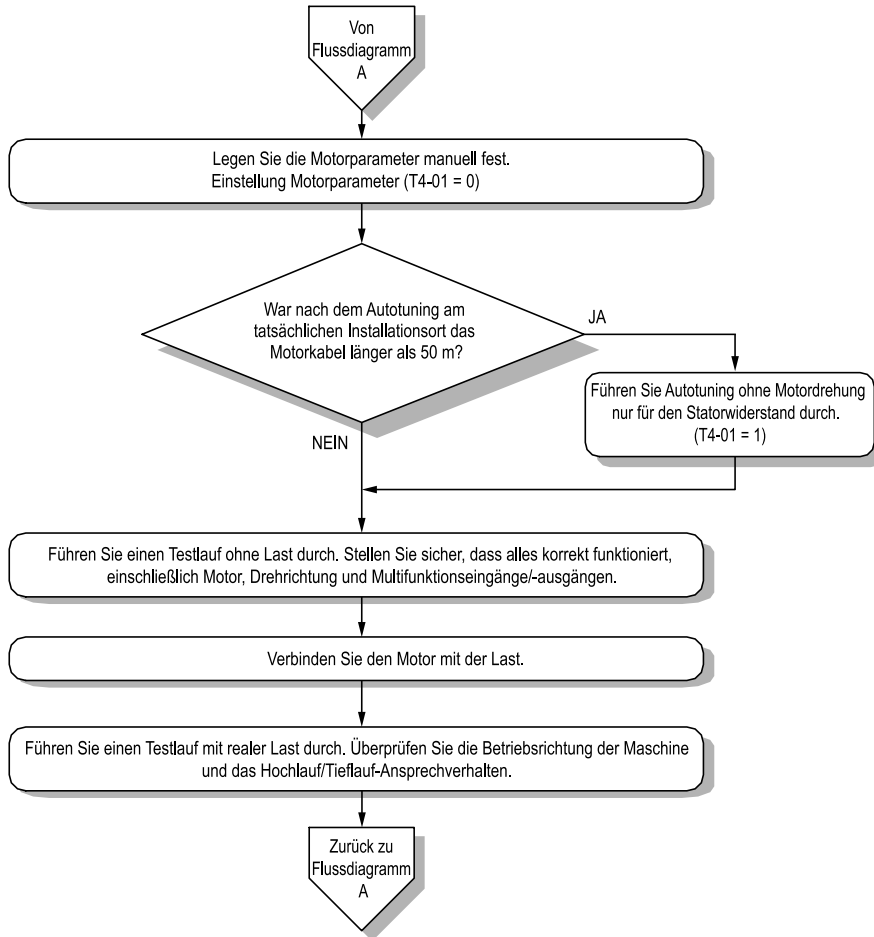 Von
Flussdiagramm
A
Legen Sie die Motorparameter manuell fest.
Einstellung Motorparameter (T4-01 = 0)
War nach dem Autotuning am
tatsächlichen Installationsort das
Motorkabel länger als 50 m?
JA
Führen Sie Autotuning ohne Motordrehung
nur für den Statorwiderstand durch.
(T4-01 = 1)
NEIN
Führen Sie einen Testlauf ohne Last durch. Stellen Sie sicher, dass alles korrekt funktioniert,
einschließlich Motor, Drehrichtung und Multifunktionseingänge/-ausgängen.
Verbinden Sie den Motor mit der Last.
Führen Sie einen Testlauf mit realer Last durch. Überprüfen Sie die Betriebsrichtung der Maschine
und das Hochlauf/Tieflauf-Ansprechverhalten.
Zurück zu
Flussdiagramm
A